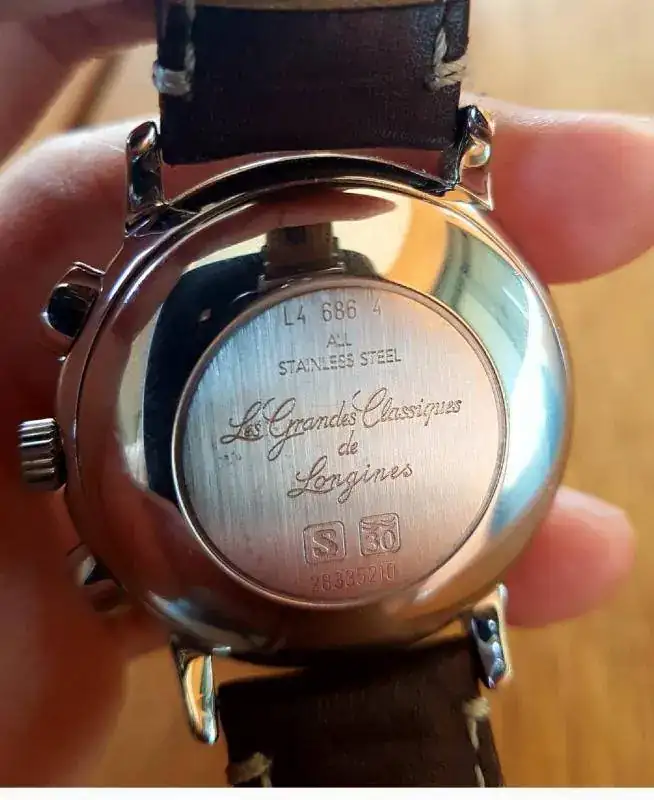 L4 686 4
ALL
STAINLESS STEEL
Les Grandes Classiques
de
Longines
S 30
28335210